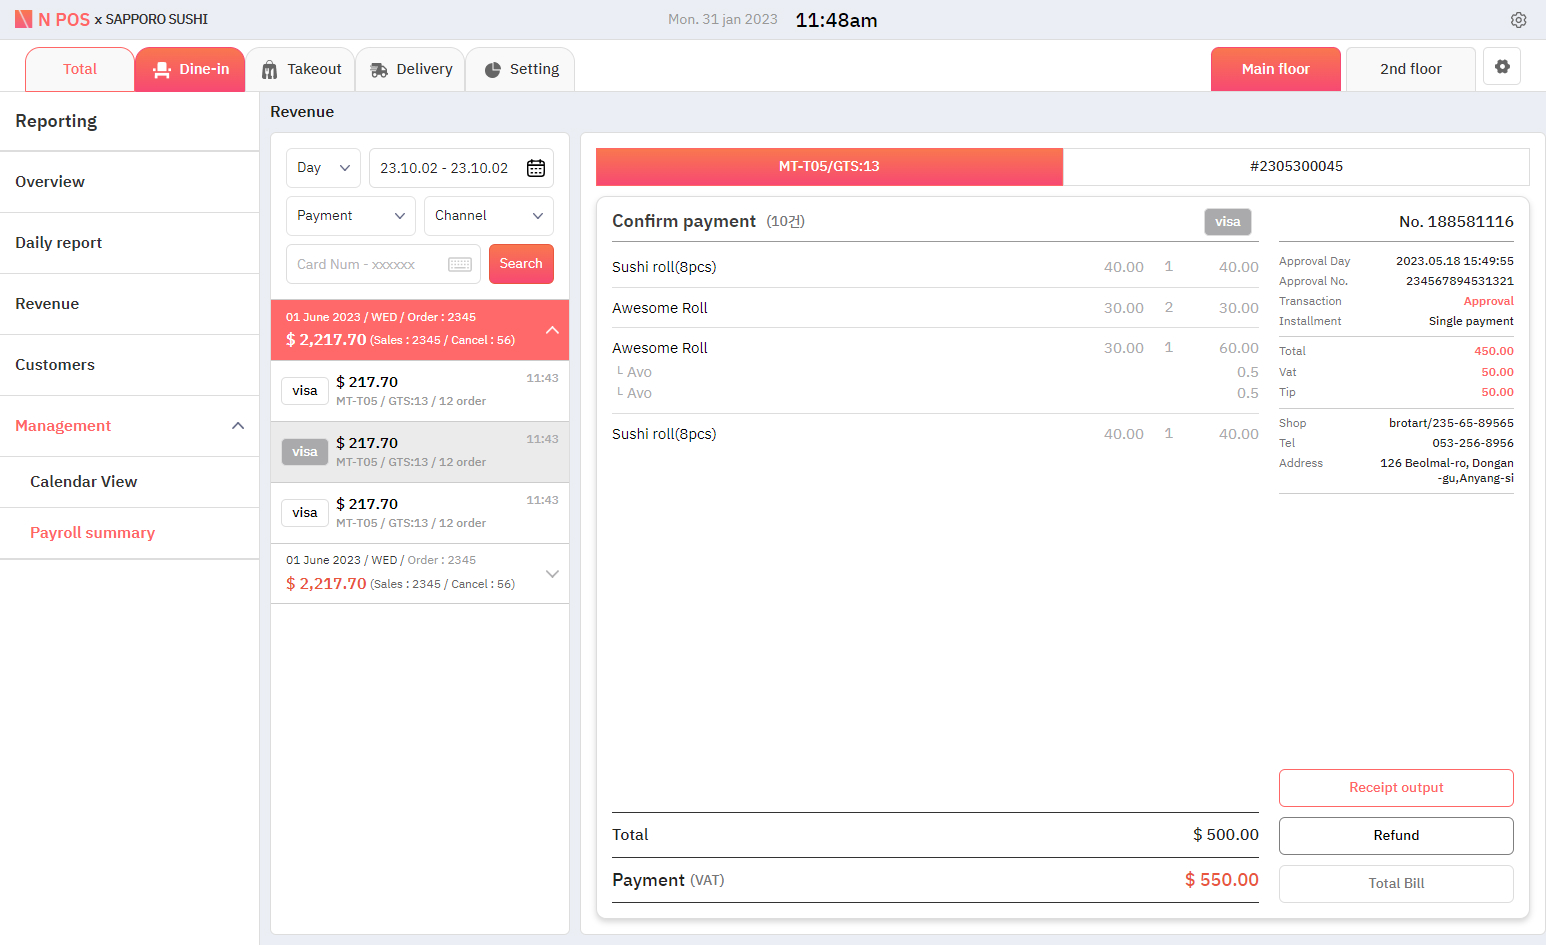 N POS x SAPPORO SUSHI
Mon. 31 jan 2023 11:48am
Total
Dine-in
Takeout
Delivery
Setting
Main floor
2nd floor
Reporting
Overview
Daily report
Revenue
Customers
Management
Calendar View
Payroll summary
Revenue
Day
23.10.02 - 23.10.02
Payment
Channel
Card Num - xxxxxx
Search
01 June 2023 / WED / Order : 2345
$ 2,217.70 (Sales : 2345 / Cancel : 56)
visa
$ 217.70
11:43
MT-T05 / GTS:13 / 12 order
visa
$ 217.70
11:43
MT-T05 / GTS:13 / 12 order
visa
$ 217.70
11:43
MT-T05 / GTS:13 / 12 order
01 June 2023 / WED / Order : 2345
$ 2,217.70 (Sales : 2345 / Cancel : 56)
MT-T05/GTS:13
#2305300045
Confirm payment (10건)
visa
Sushi roll(8pcs) 40.00 1 40.00
Awesome Roll 30.00 2 30.00
Awesome Roll 30.00 1 60.00
└ Avo 0.5
└ Avo 0.5
Sushi roll(8pcs) 40.00 1 40.00
Total $ 500.00
Payment (VAT) $ 550.00
No. 188581116
Approval Day 2023.05.18 15:49:55
Approval No. 234567894531321
Transaction Approval
Installment Single payment
Total 450.00
Vat 50.00
Tip 50.00
Shop brotart/235-65-89565
Tel 053-256-8956
Address 126 Beolmal-ro, Dongan
-gu,Anyang-si
Receipt output
Refund
Total Bill